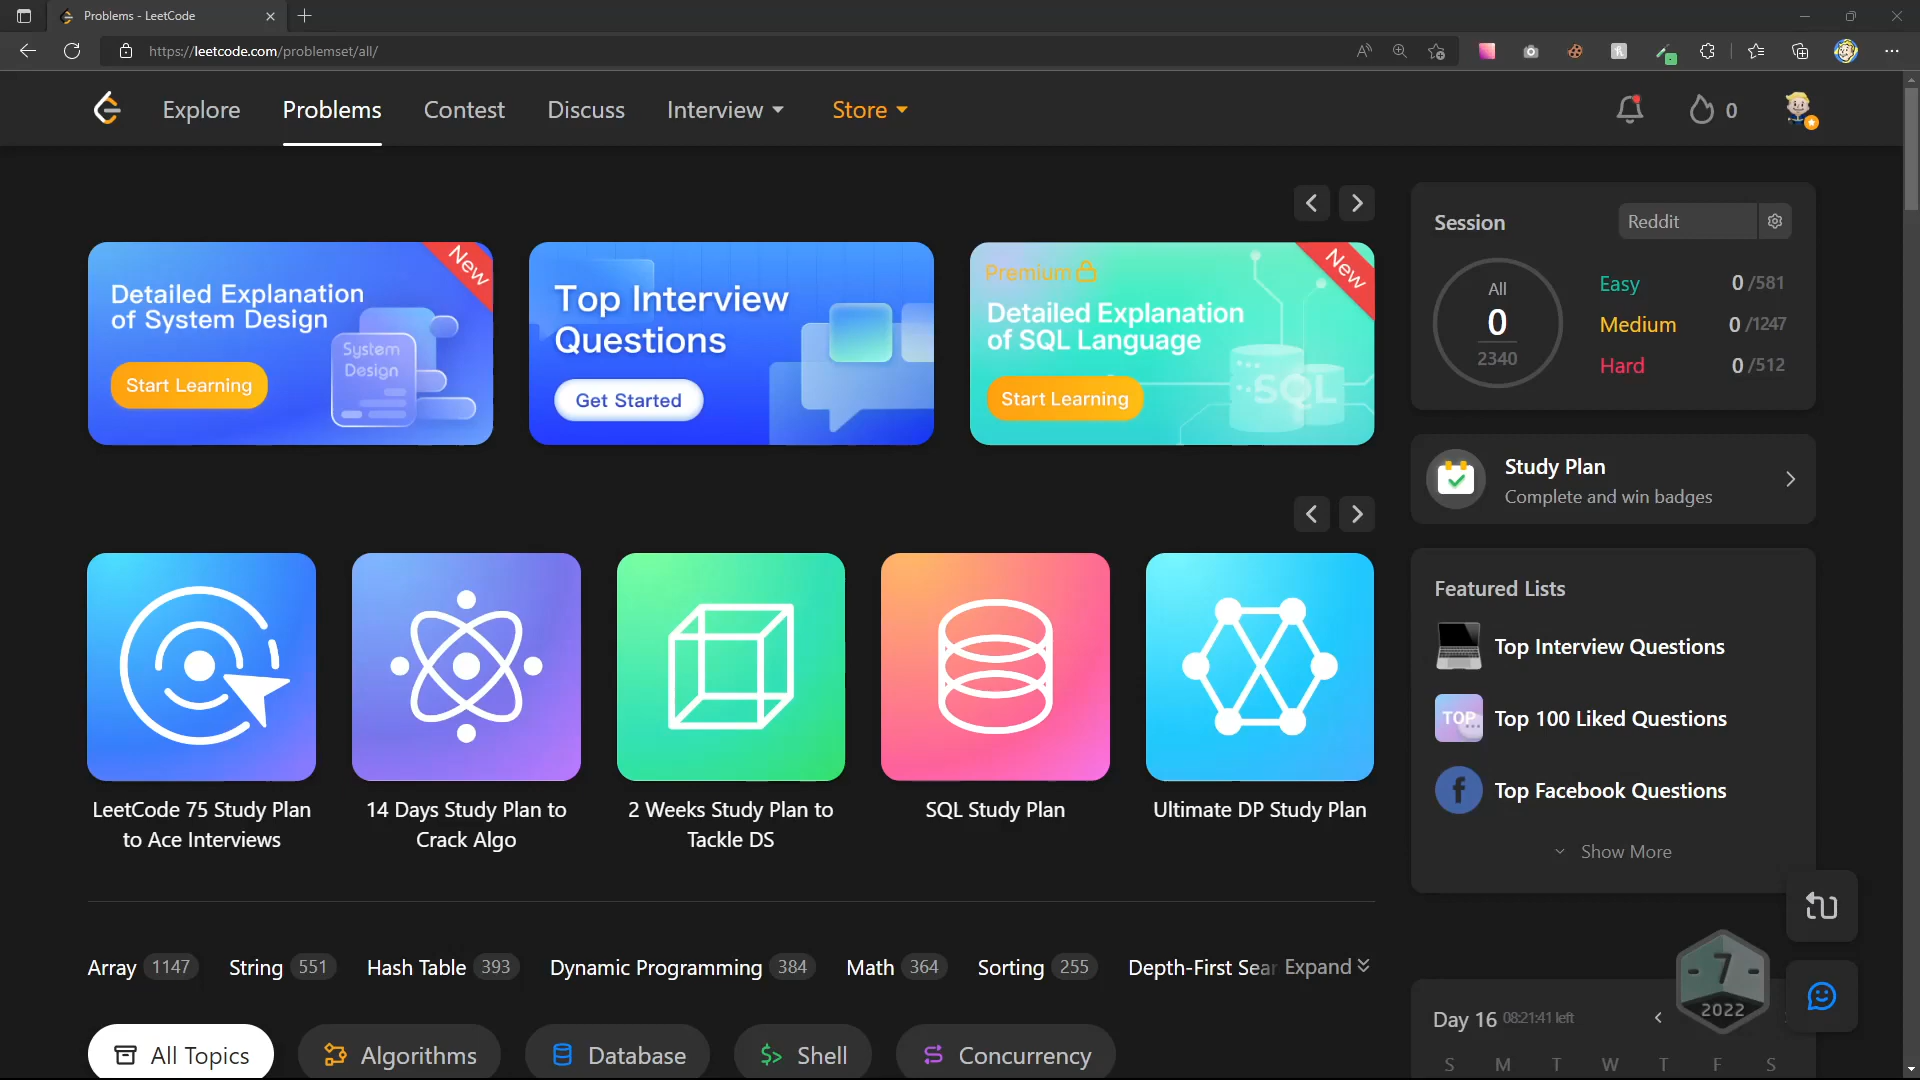 Problems - LeetCode
https://leetcode.com/problemset/all/
Explore
Problems
Contest
Discuss
Interview
Store
0
Detailed Explanation
of System Design
Start Learning
New
System
Design
Top Interview
Questions
Get Started
Premium
Detailed Explanation
of SQL Language
Start Learning
New
SQL
Session
Reddit
All
0
2340
Easy
0 /581
Medium
0 /1247
Hard
0 /512
Study Plan
Complete and win badges
LeetCode 75 Study Plan
to Ace Interviews
14 Days Study Plan to
Crack Algo
2 Weeks Study Plan to
Tackle DS
SQL Study Plan
Ultimate DP Study Plan
Featured Lists
Top Interview Questions
TOP
Top 100 Liked Questions
f
Top Facebook Questions
Show More
Array 1147
String 551
Hash Table 393
Dynamic Programming 384
Math 364
Sorting 255
Depth-First Sear
Expand
All Topics
Algorithms
Database
$> Shell
Concurrency
Day 16 08:21:41 left
7
2022
S M T W T F S